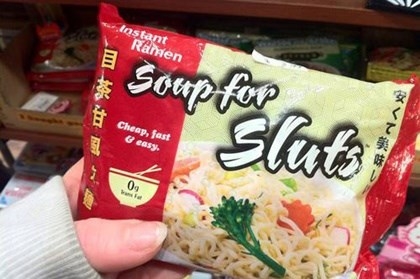 Instant
Ramen
Soup for
Sluts
Cheap, fast
& easy.
0g
Trans Fat
安くて美味し